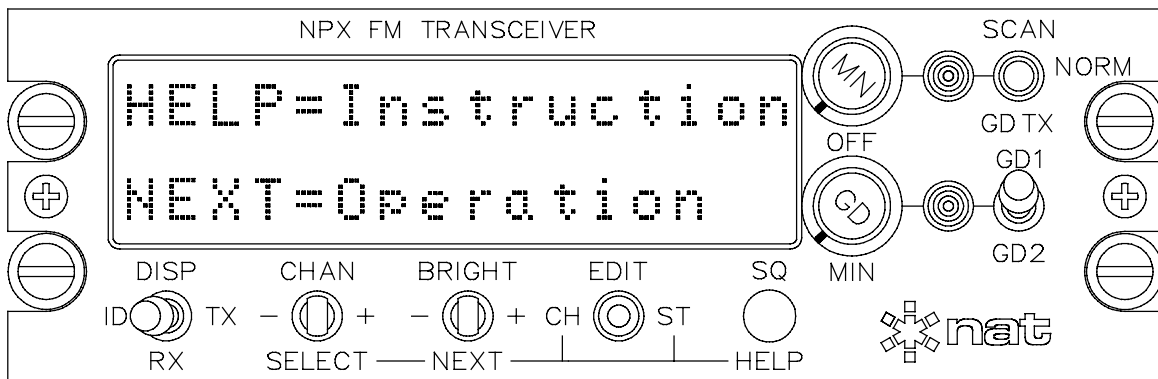 NPX FM TRANSCEIVER
HELP=Instruction
NEXT=Operation
MN
OFF
GD
MIN
SCAN
NORM
GD TX
GD1
GD2
DISP
ID TX
RX
CHAN
- +
SELECT
BRIGHT
- +
NEXT
EDIT
CH ST
SQ
HELP
nat